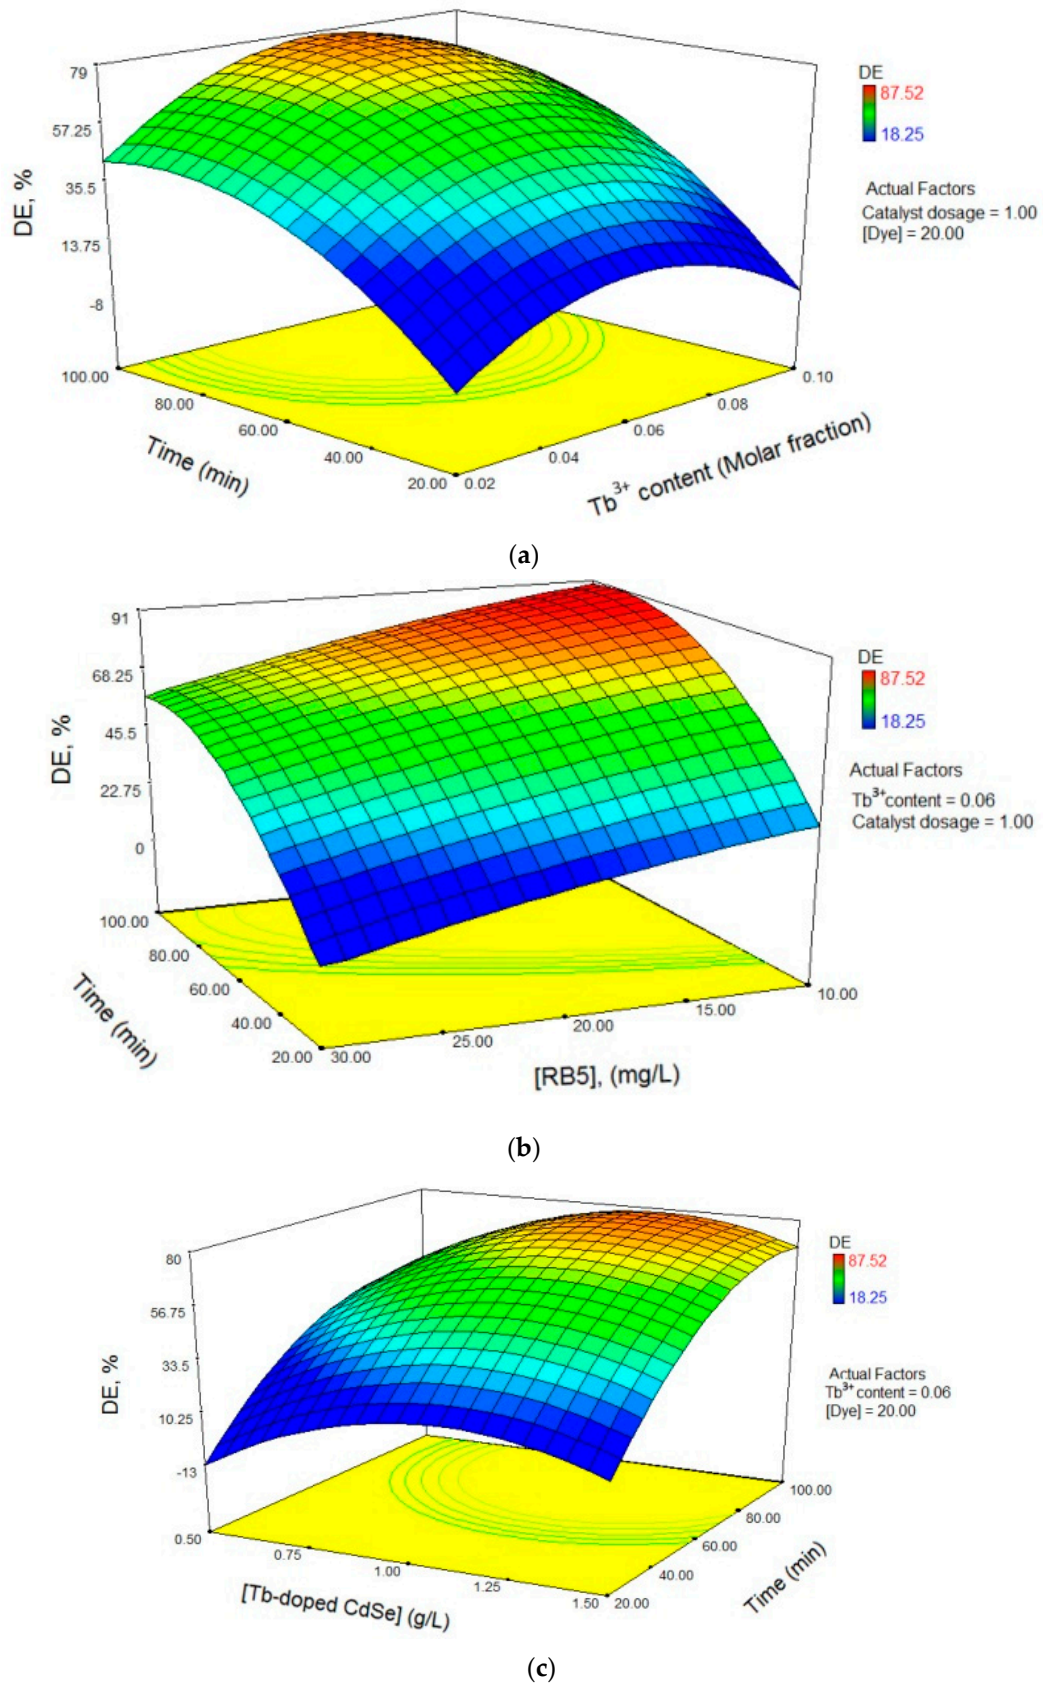 79
57.25
35.5
13.75
-8
DE, %
100.00
80.00
60.00
40.00
20.00
Time (min)
0.02
0.04
0.06
0.08
0.10
Tb3+ content (Molar fraction)
DE
87.52
18.25
Actual Factors
Catalyst dosage = 1.00
[Dye] = 20.00
(a)
91
68.25
45.5
22.75
0
DE, %
100.00
80.00
60.00
40.00
20.00
Time (min)
30.00
25.00
20.00
15.00
10.00
[RB5], (mg/L)
DE
87.52
18.25
Actual Factors
Tb3+content = 0.06
Catalyst dosage = 1.00
(b)
80
56.75
33.5
10.25
-13
DE, %
0.50
0.75
1.00
1.25
1.50
[Tb-doped CdSe] (g/L)
20.00
40.00
60.00
80.00
100.00
Time (min)
DE
87.52
18.25
Actual Factors
Tb3+ content = 0.06
[Dye] = 20.00
(c)